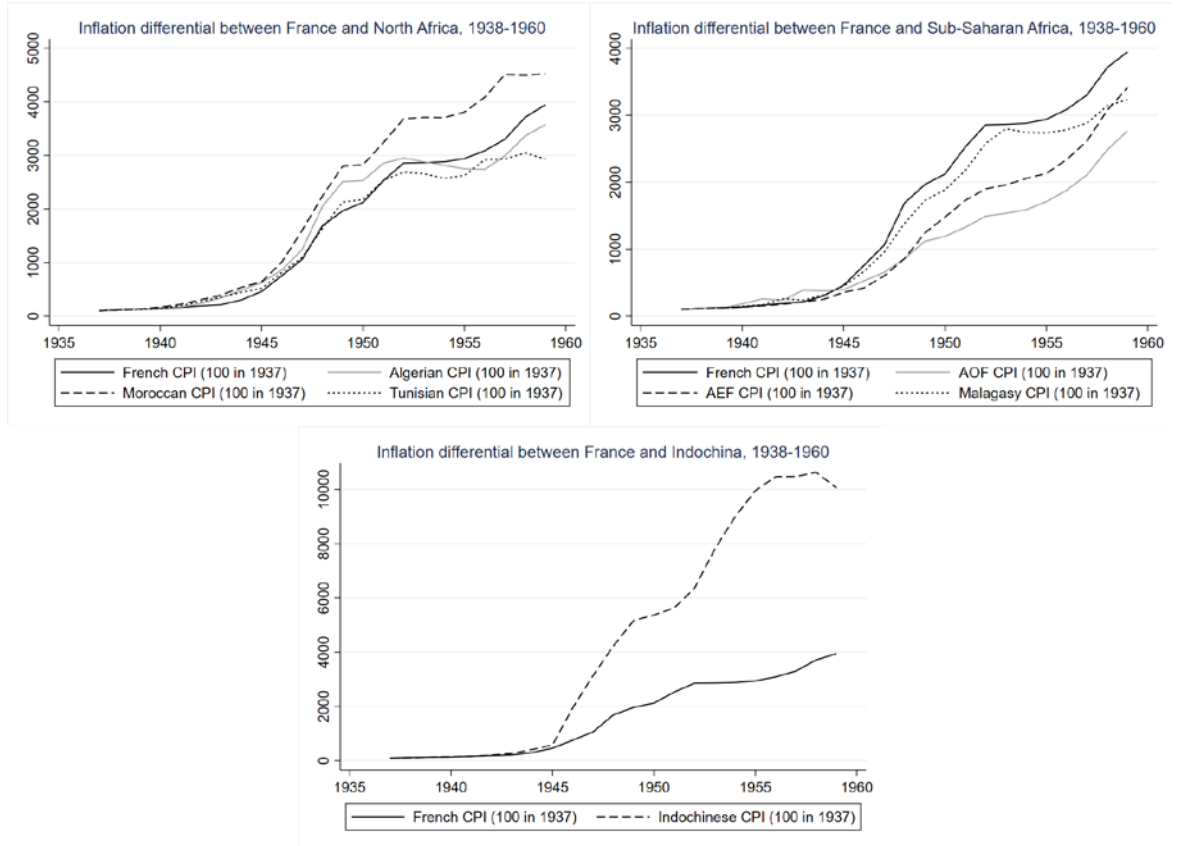 Inflation differential between France and North Africa, 1938-1960
5000
4000
3000
2000
1000
0
1935 1940 1945 1950 1955 1960
French CPI (100 in 1937) Algerian CPI (100 in 1937)
Moroccan CPI (100 in 1937) Tunisian CPI (100 in 1937)
Inflation differential between France and Sub-Saharan Africa, 1938-1960
4000
3000
2000
1000
0
1935 1940 1945 1950 1955 1960
French CPI (100 in 1937) AOF CPI (100 in 1937)
AEF CPI (100 in 1937) Malagasy CPI (100 in 1937)
Inflation differential between France and Indochina, 1938-1960
10000
8000
6000
4000
2000
0
1935 1940 1945 1950 1955 1960
French CPI (100 in 1937) Indochinese CPI (100 in 1937)